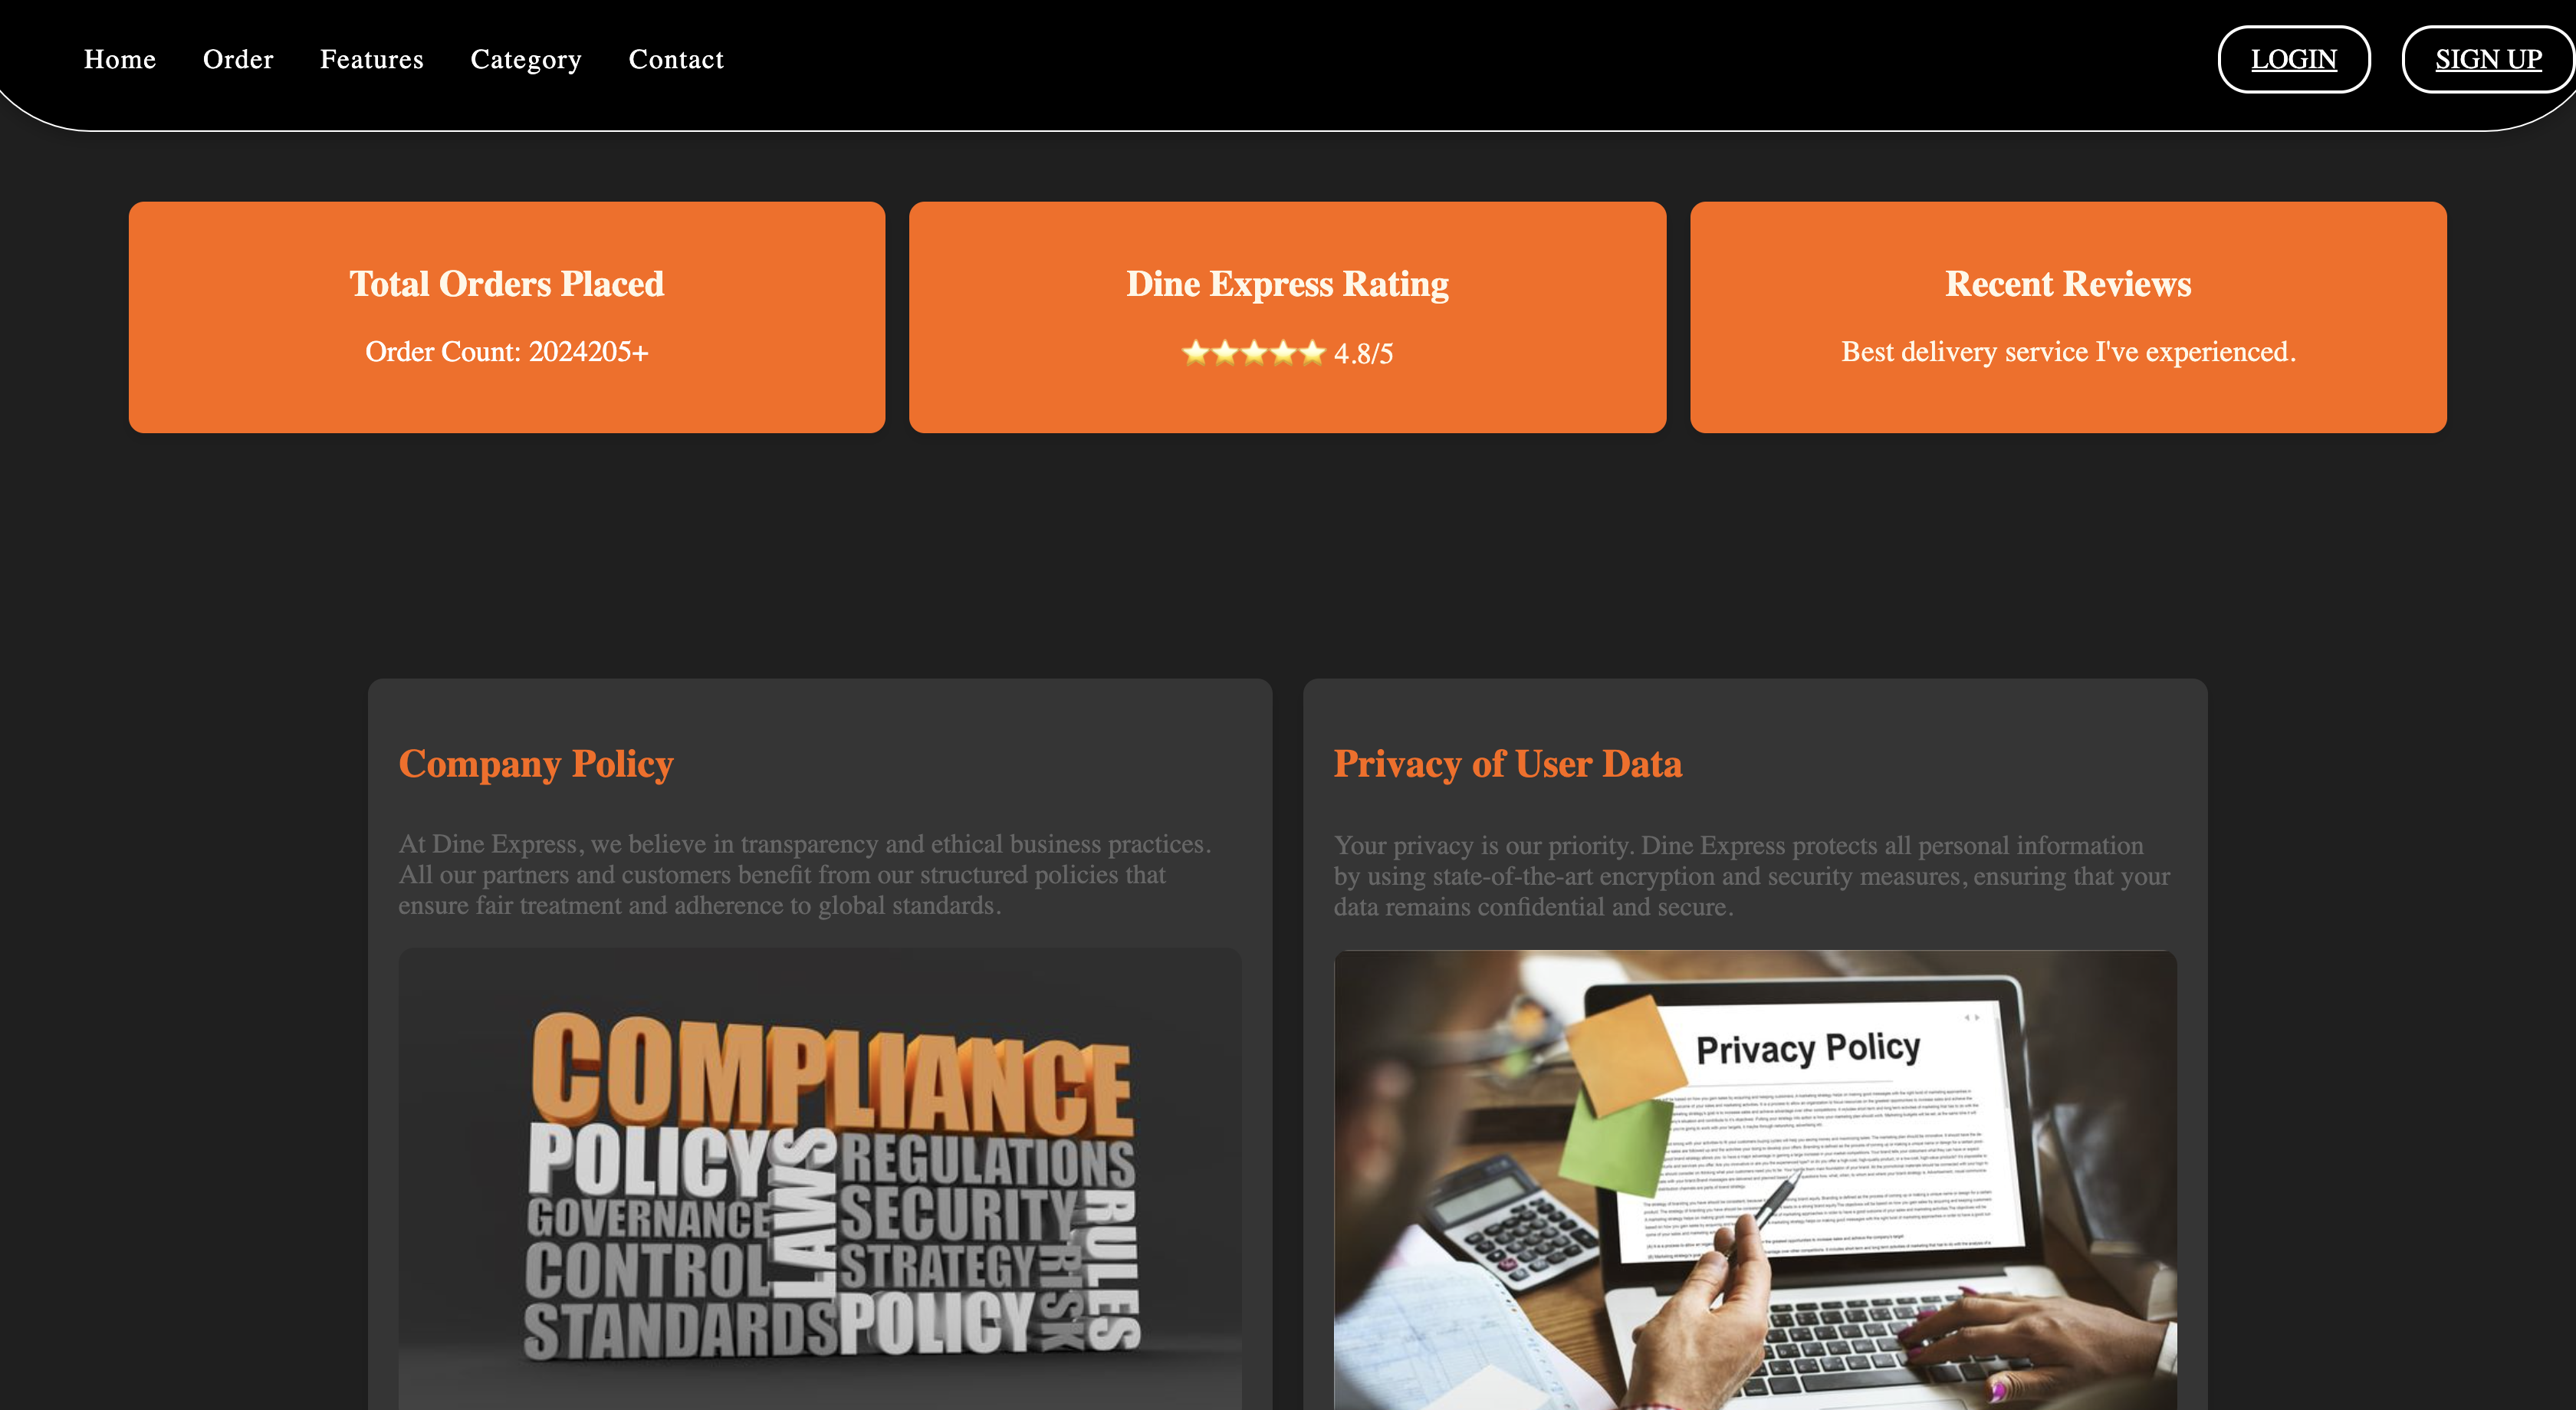 Home Order Features Category Contact LOGIN SIGN UP
Total Orders Placed
Order Count: 2024205+
Dine Express Rating
⭐⭐⭐⭐⭐ 4.8/5
Recent Reviews
Best delivery service I've experienced.
Company Policy
At Dine Express, we believe in transparency and ethical business practices.
All our partners and customers benefit from our structured policies that
ensure fair treatment and adherence to global standards.
COMPLIANCE
POLICY
LAWS
REGULATIONS
GOVERNANCE
SECURITY
RULES
CONTROL
STRATEGY
RISK
STANDARDS
POLICY
Privacy of User Data
Your privacy is our priority. Dine Express protects all personal information
by using state-of-the-art encryption and security measures, ensuring that your
data remains confidential and secure.
Privacy Policy